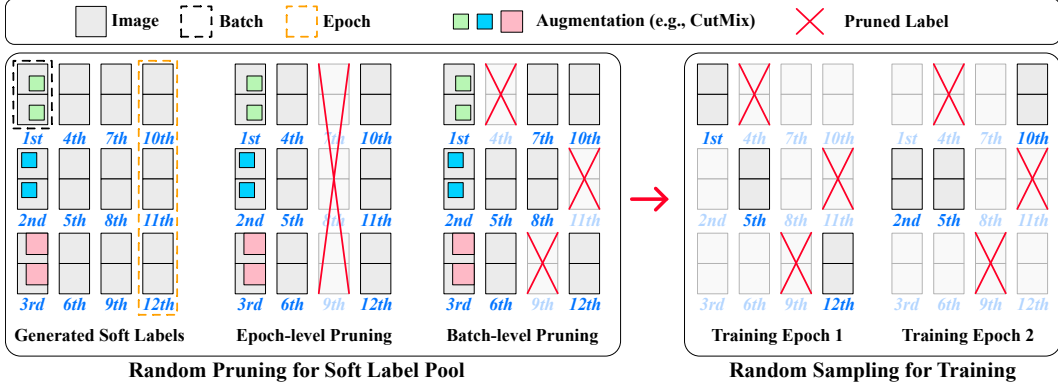 Image Batch Epoch Augmentation (e.g., CutMix) Pruned Label
1st 4th 7th 10th
2nd 5th 8th 11th
3rd 6th 9th 12th
Generated Soft Labels
1st 4th 7th 10th
2nd 5th 8th 11th
3rd 6th 9th 12th
Epoch-level Pruning
1st 4th 7th 10th
2nd 5th 8th 11th
3rd 6th 9th 12th
Batch-level Pruning
Random Pruning for Soft Label Pool
1st 4th 7th 10th
2nd 5th 8th 11th
3rd 6th 9th 12th
Training Epoch 1
1st 4th 7th 10th
2nd 5th 8th 11th
3rd 6th 9th 12th
Training Epoch 2
Random Sampling for Training